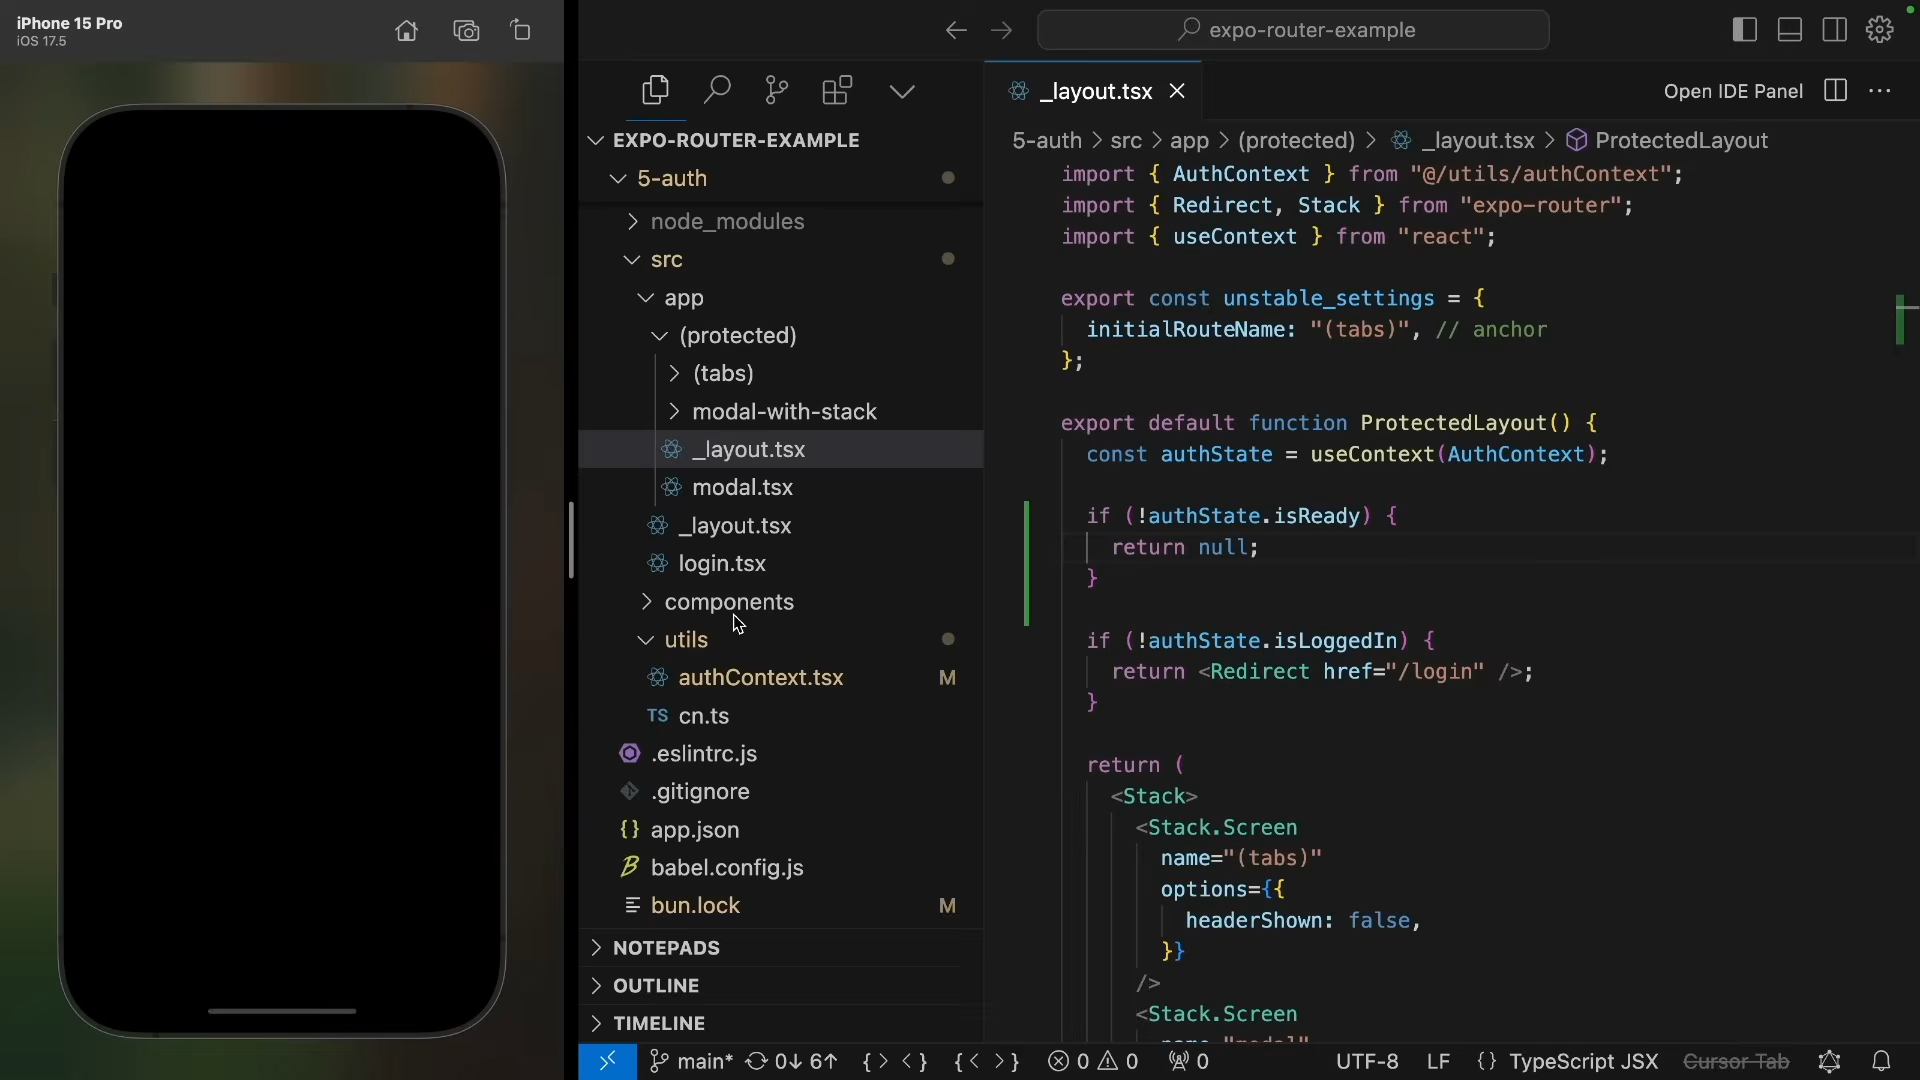 iPhone 15 Pro
iOS 17.5
expo-router-example
_layout.tsx
Open IDE Panel
EXPO-ROUTER-EXAMPLE
5-auth
node_modules
src
app
(protected)
(tabs)
modal-with-stack
_layout.tsx
modal.tsx
_layout.tsx
login.tsx
components
utils
authContext.tsx M
TS cn.ts
.eslintrc.js
.gitignore
{} app.json
babel.config.js
bun.lock M
NOTEPADS
OUTLINE
TIMELINE
5-auth > src > app > (protected) > _layout.tsx > ProtectedLayout
import { AuthContext } from "@/utils/authContext";
import { Redirect, Stack } from "expo-router";
import { useContext } from "react";
export const unstable_settings = {
initialRouteName: "(tabs)", // anchor
};
export default function ProtectedLayout() {
const authState = useContext(AuthContext);
if (!authState.isReady) {
return null;
}
if (!authState.isLoggedIn) {
return <Redirect href="/login" />;
}
return (
<Stack>
<Stack.Screen
name="(tabs)"
options={{
headerShown: false,
}}
/>
<Stack.Screen
name="modal"
main* 0↓ 6↑ {> <} {< >} 0 0 0 UTF-8 LF {} TypeScript JSX Cursor Tab